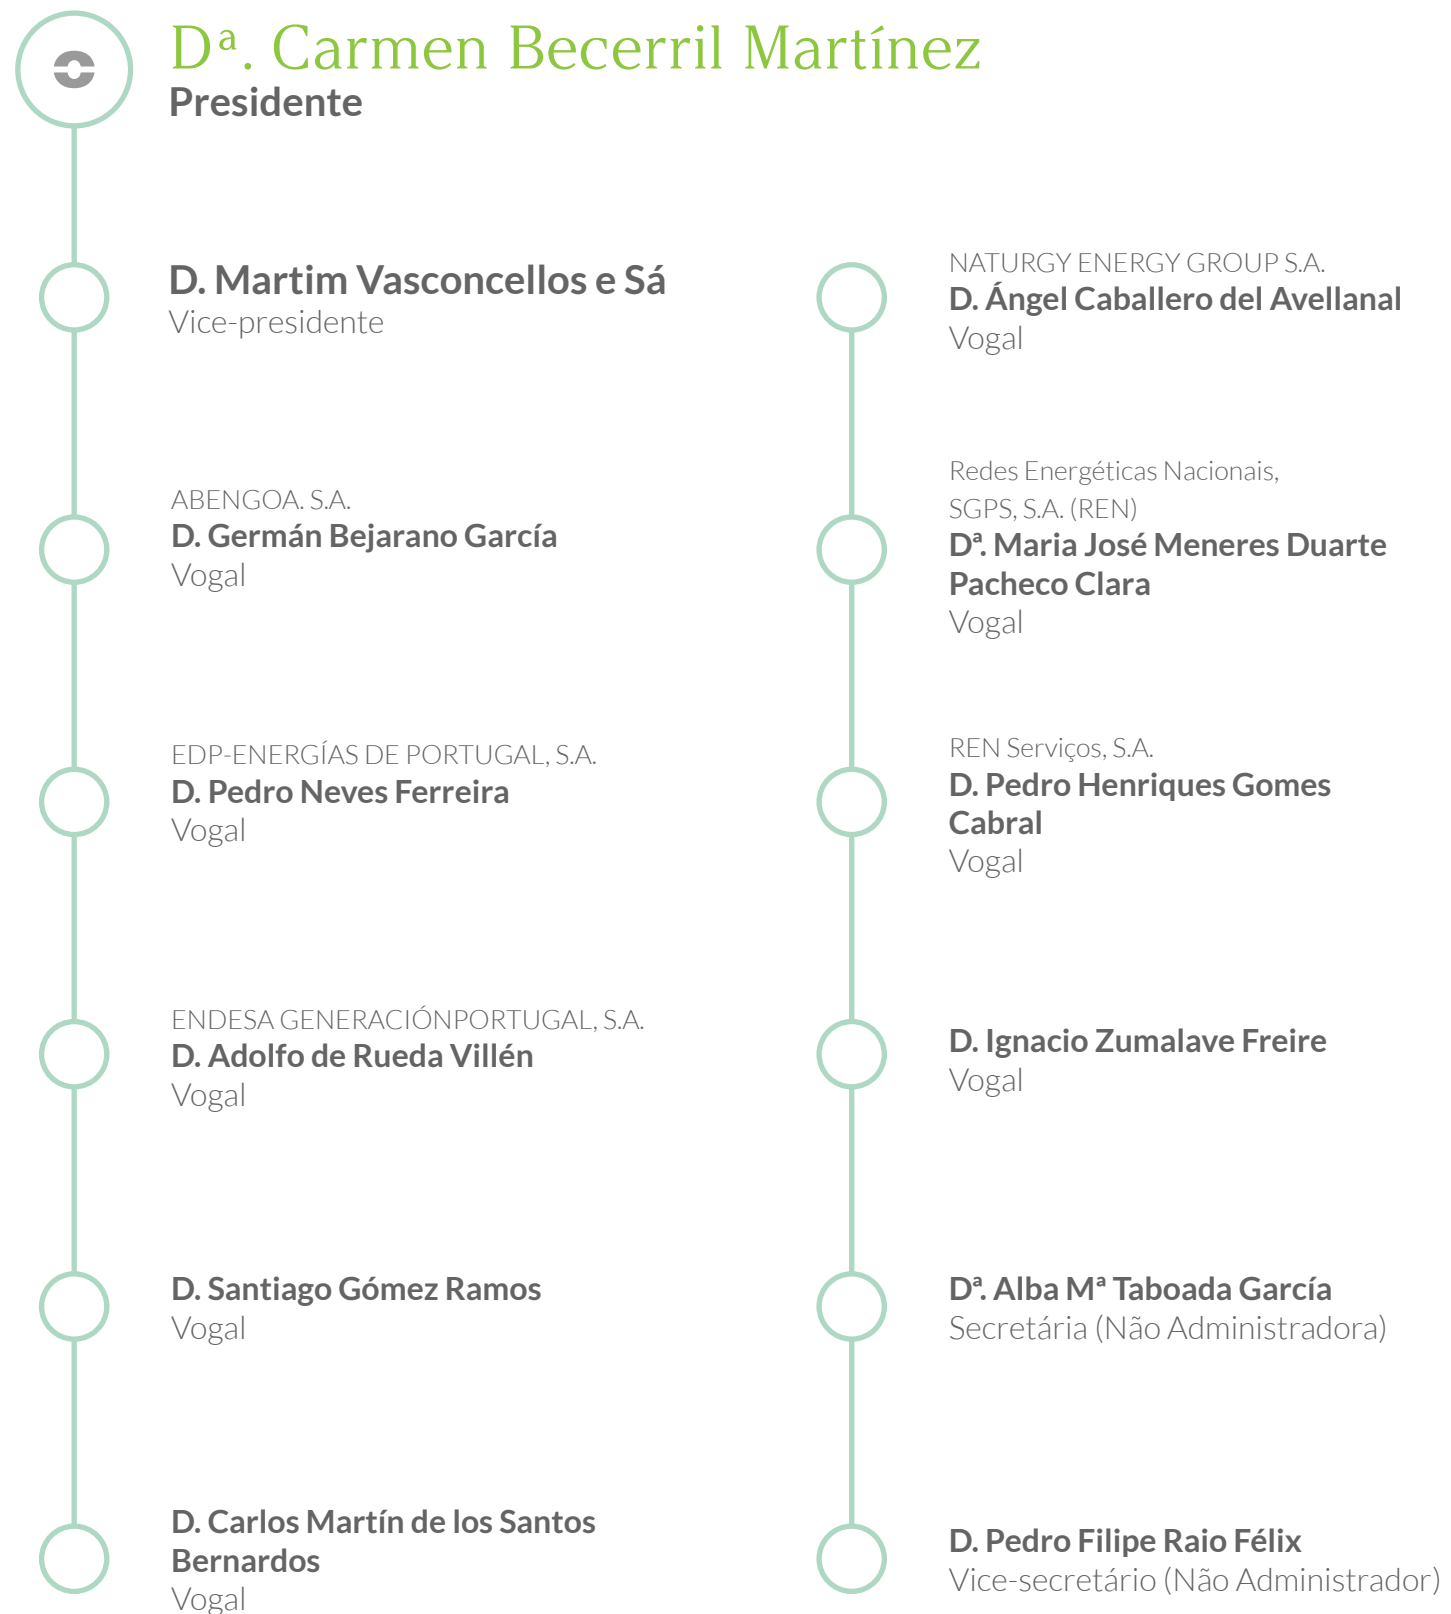 Dª. Carmen Becerril Martínez
Presidente
D. Martim Vasconcellos e Sá
Vice-presidente
ABENGOA. S.A.
D. Germán Bejarano García
Vogal
EDP-ENERGÍAS DE PORTUGAL, S.A.
D. Pedro Neves Ferreira
Vogal
ENDESA GENERACIÓNPORTUGAL, S.A.
D. Adolfo de Rueda Villén
Vogal
D. Santiago Gómez Ramos
Vogal
D. Carlos Martín de los Santos
Bernardos
Vogal
NATURGY ENERGY GROUP S.A.
D. Ángel Caballero del Avellanal
Vogal
Redes Energéticas Nacionais,
SGPS, S.A. (REN)
Dª. Maria José Meneres Duarte
Pacheco Clara
Vogal
REN Serviços, S.A.
D. Pedro Henriques Gomes
Cabral
Vogal
D. Ignacio Zumalave Freire
Vogal
Dª. Alba Mª Taboada García
Secretária (Não Administradora)
D. Pedro Filipe Raio Félix
Vice-secretário (Não Administrador)